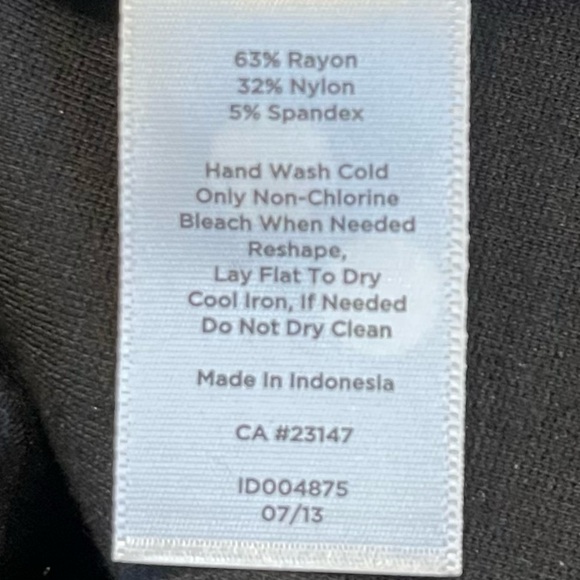 63% Rayon
32% Nylon
5% Spandex
Hand Wash Cold
Only Non-Chlorine
Bleach When Needed
Reshape,
Lay Flat To Dry
Cool Iron, If Needed
Do Not Dry Clean
Made In Indonesia
CA #23147
ID004875
07/13